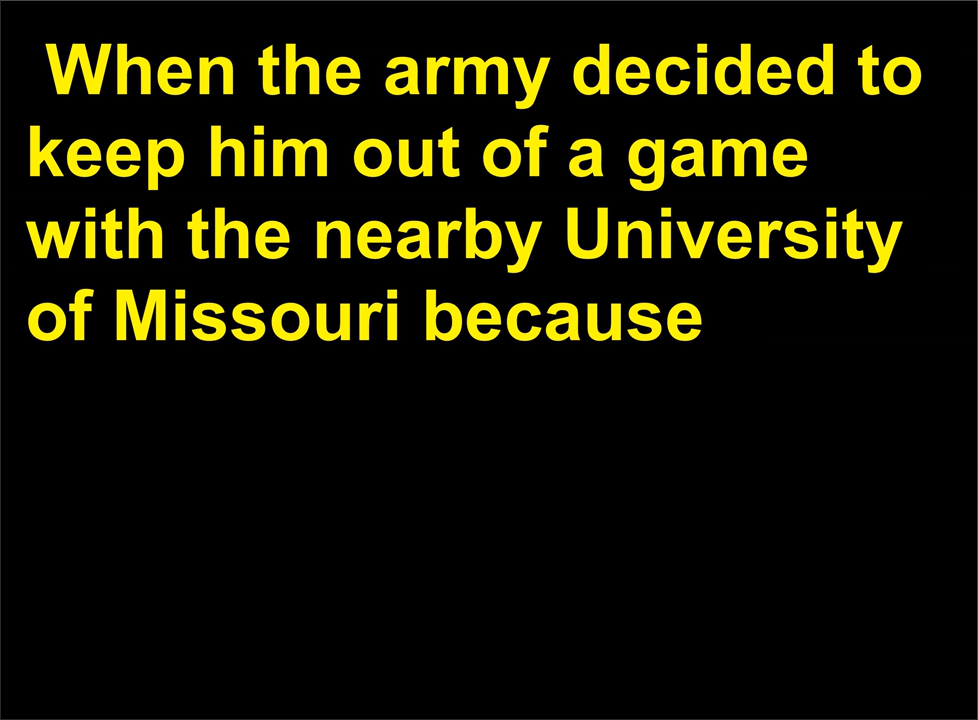 When the army decided to
keep him out of a game
with the nearby University
of Missouri because